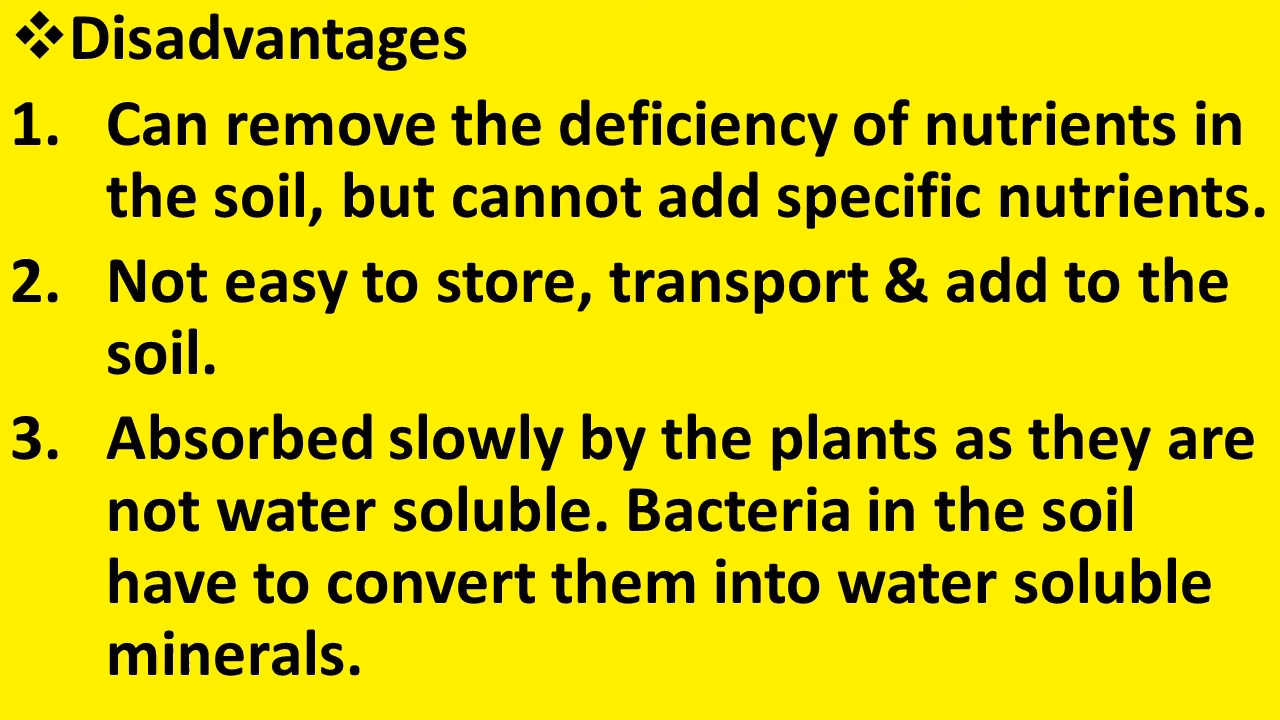 ❖Disadvantages
1. Can remove the deficiency of nutrients in
the soil, but cannot add specific nutrients.
2. Not easy to store, transport & add to the
soil.
3. Absorbed slowly by the plants as they are
not water soluble. Bacteria in the soil
have to convert them into water soluble
minerals.